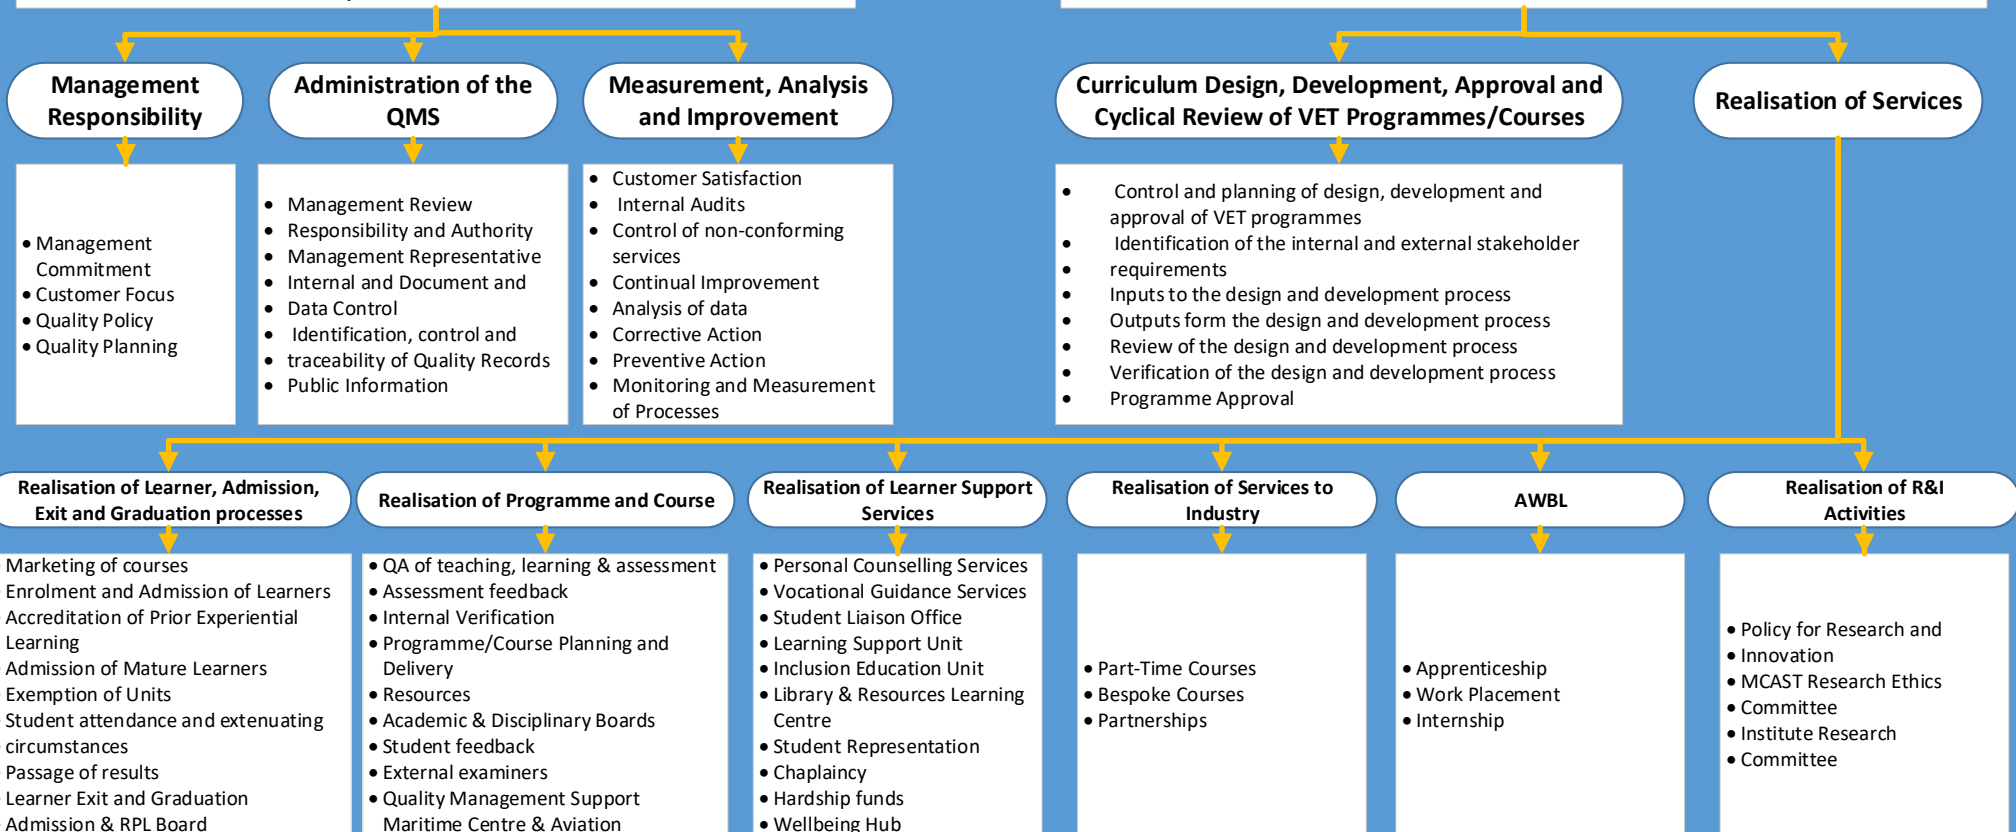 Management
Responsibility
Administration of the
QMS
Measurement, Analysis
and Improvement
Curriculum Design, Development, Approval and
Cyclical Review of VET Programmes/Courses
Realisation of Services
• Management
Commitment
• Customer Focus
• Quality Policy
• Quality Planning
• Management Review
• Responsibility and Authority
• Management Representative
• Internal and Document and
• Data Control
• Identification, control and
• traceability of Quality Records
• Public Information
• Customer Satisfaction
• Internal Audits
• Control of non-conforming
services
• Continual Improvement
• Analysis of data
• Corrective Action
• Preventive Action
• Monitoring and Measurement
of Processes
• Control and planning of design, development and
approval of VET programmes
• Identification of the internal and external stakeholder
• requirements
• Inputs to the design and development process
• Outputs form the design and development process
• Review of the design and development process
• Verification of the design and development process
• Programme Approval
Realisation of Learner, Admission,
Exit and Graduation processes
Realisation of Programme and Course
Realisation of Learner Support
Services
Realisation of Services to
Industry
AWBL
Realisation of R&I
Activities
Marketing of courses
Enrolment and Admission of Learners
Accreditation of Prior Experiential
Learning
Admission of Mature Learners
Exemption of Units
Student attendance and extenuating
circumstances
Passage of results
Learner Exit and Graduation
Admission & RPL Board
• QA of teaching, learning & assessment
• Assessment feedback
• Internal Verification
• Programme/Course Planning and
Delivery
• Resources
• Academic & Disciplinary Boards
• Student feedback
• External examiners
• Quality Management Support
Maritime Centre & Aviation
• Personal Counselling Services
• Vocational Guidance Services
• Student Liaison Office
• Learning Support Unit
• Inclusion Education Unit
• Library & Resources Learning
Centre
• Student Representation
• Chaplaincy
• Hardship funds
• Wellbeing Hub
• Part-Time Courses
• Bespoke Courses
• Partnerships
• Apprenticeship
• Work Placement
• Internship
• Policy for Research and
• Innovation
• MCAST Research Ethics
• Committee
• Institute Research
• Committee